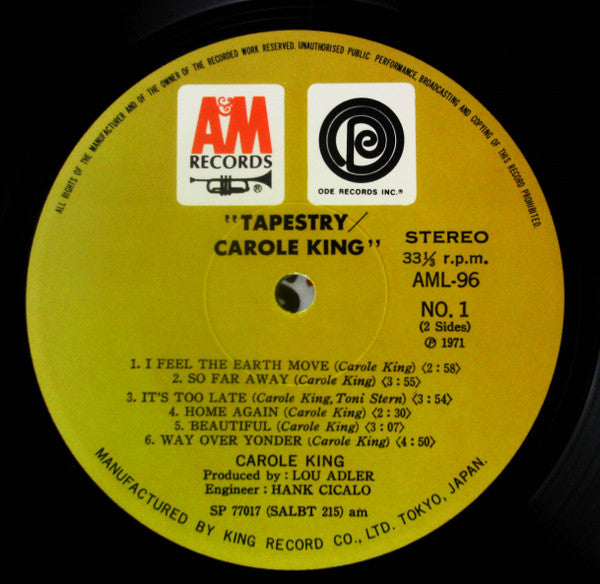 ALL RIGHTS OF THE MANUFACTURER AND OF THE OWNER OF THE RECORDED WORK RESERVED. UNAUTHORISED PUBLIC PERFORMANCE, BROADCASTING AND COPYING OF THIS RECORD PROHIBITED.
A&M
RECORDS
®
ODE RECORDS INC.®
"TAPESTRY/
CAROLE KING"
STEREO
33⅓ r.p.m.
AML-96
NO. 1
(2 Sides)
℗ 1971
1. I FEEL THE EARTH MOVE (Carole King) 〈2:58〉
2. SO FAR AWAY (Carole King) 〈3:55〉
3. IT'S TOO LATE (Carole King, Toni Stern) 〈3:54〉
4. HOME AGAIN (Carole King) 〈2:30〉
5. BEAUTIFUL (Carole King) 〈3:07〉
6. WAY OVER YONDER (Carole King) 〈4:50〉
CAROLE KING
Produced by : LOU ADLER
Engineer : HANK CICALO
SP 77017 (SALBT 215) am
MANUFACTURED BY KING RECORD CO., LTD. TOKYO, JAPAN.